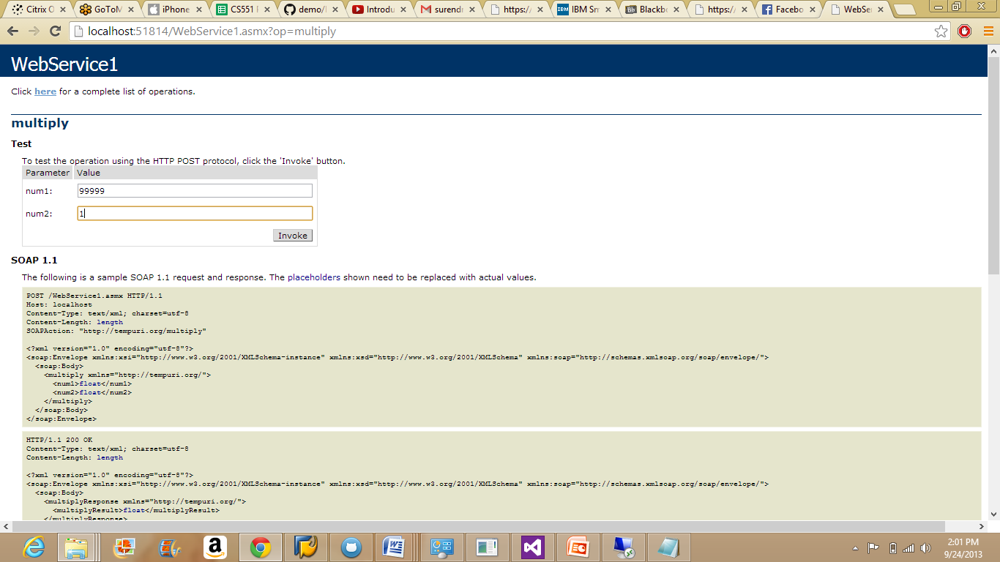 Citrix O
GoToM
iPhone
CS551
demo/
Introdu
surend
https:/
IBM Sm
Blackbo
https:/
Facebo
WebSe
localhost:51814/WebService1.asmx?op=multiply
WebService1
Click here for a complete list of operations.
multiply
Test
To test the operation using the HTTP POST protocol, click the 'Invoke' button.
Parameter Value
num1: 99999
num2: 1
Invoke
SOAP 1.1
The following is a sample SOAP 1.1 request and response. The placeholders shown need to be replaced with actual values.
POST /WebService1.asmx HTTP/1.1
Host: localhost
Content-Type: text/xml; charset=utf-8
Content-Length: length
SOAPAction: "http://tempuri.org/multiply"
<?xml version="1.0" encoding="utf-8"?>
<soap:Envelope xmlns:xsi="http://www.w3.org/2001/XMLSchema-instance" xmlns:xsd="http://www.w3.org/2001/XMLSchema" xmlns:soap="http://schemas.xmlsoap.org/soap/envelope/">
<soap:Body>
<multiply xmlns="http://tempuri.org/">
<num1>float</num1>
<num2>float</num2>
</multiply>
</soap:Body>
</soap:Envelope>
HTTP/1.1 200 OK
Content-Type: text/xml; charset=utf-8
Content-Length: length
<?xml version="1.0" encoding="utf-8"?>
<soap:Envelope xmlns:xsi="http://www.w3.org/2001/XMLSchema-instance" xmlns:xsd="http://www.w3.org/2001/XMLSchema" xmlns:soap="http://schemas.xmlsoap.org/soap/envelope/">
<soap:Body>
<multiplyResponse xmlns="http://tempuri.org/">
<multiplyResult>float</multiplyResult>
</multiplyResponse>
2:01 PM
9/24/2013